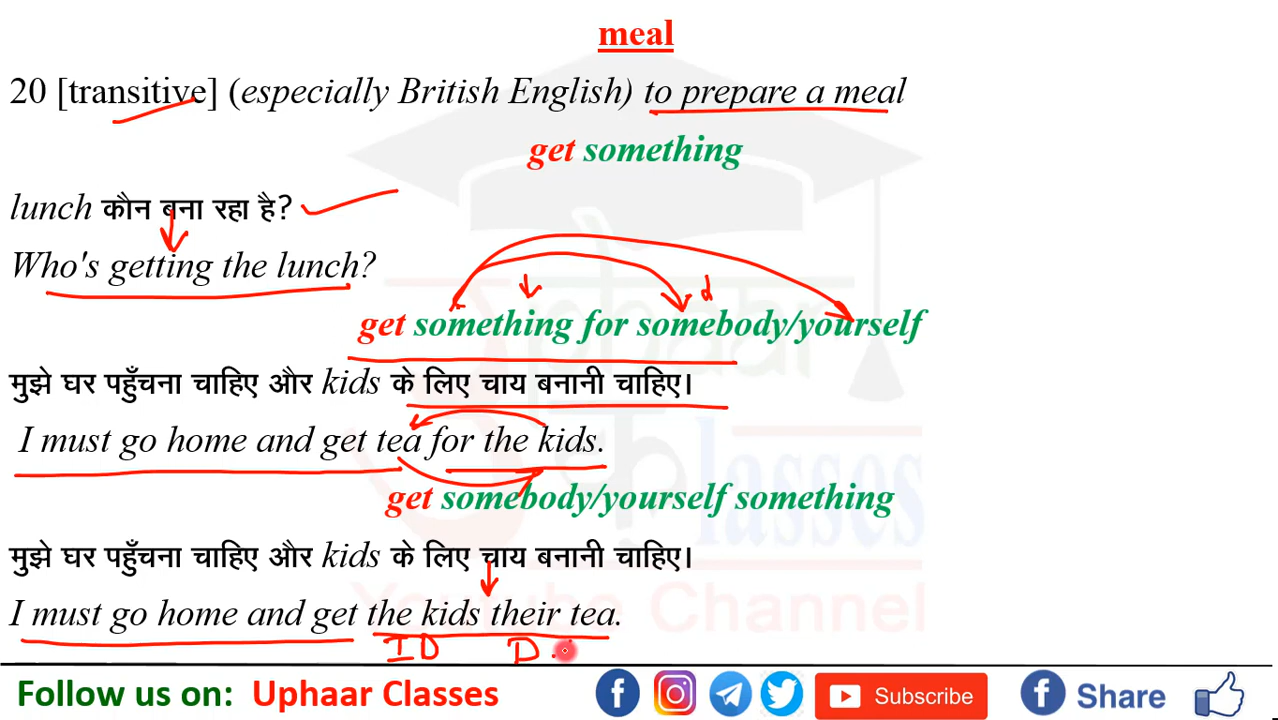 meal
20 [transitive] (especially British English) to prepare a meal
get something
lunch कौन बना रहा है?
Who's getting the lunch?
get something for somebody/yourself
मुझे घर पहुँचना चाहिए और kids के लिए चाय बनानी चाहिए।
I must go home and get tea for the kids.
get somebody/yourself something
मुझे घर पहुँचना चाहिए और kids के लिए चाय बनानी चाहिए।
I must go home and get the kids their tea.
ID D
Follow us on: Uphaar Classes Subscribe Share